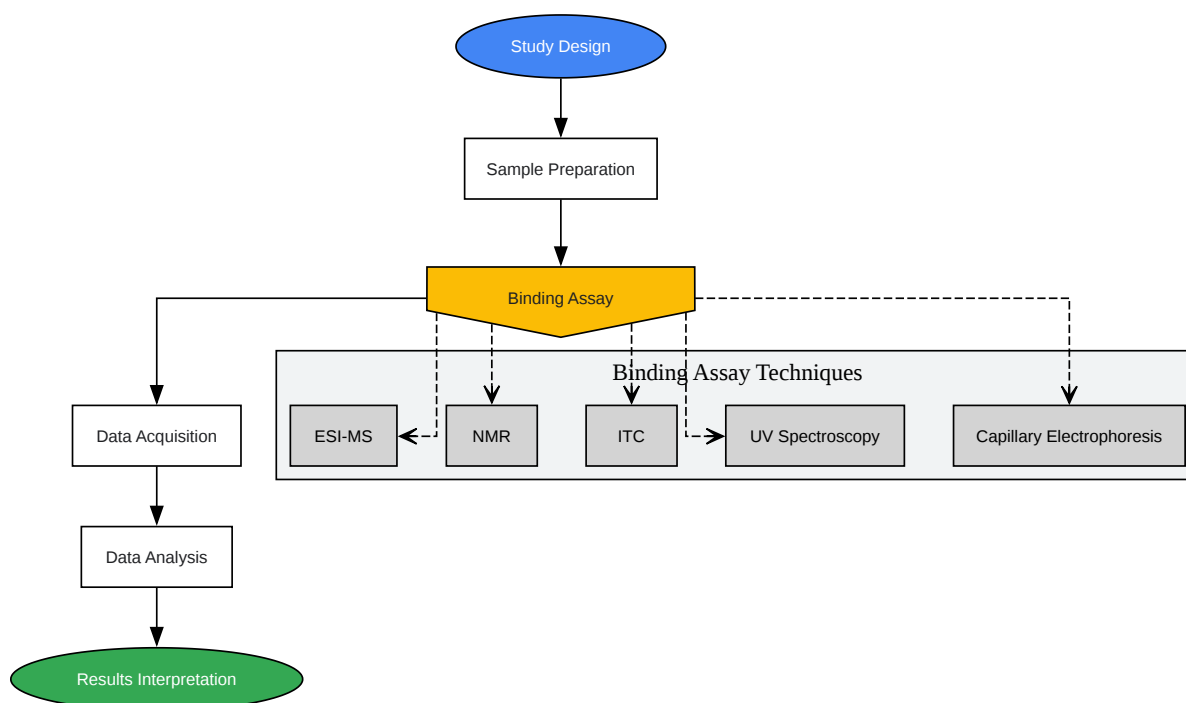 Study Design
Sample Preparation
Binding Assay
Binding Assay Techniques
Data Acquisition
ESI-MS
NMR
ITC
UV Spectroscopy
Capillary Electrophoresis
Data Analysis
Results Interpretation